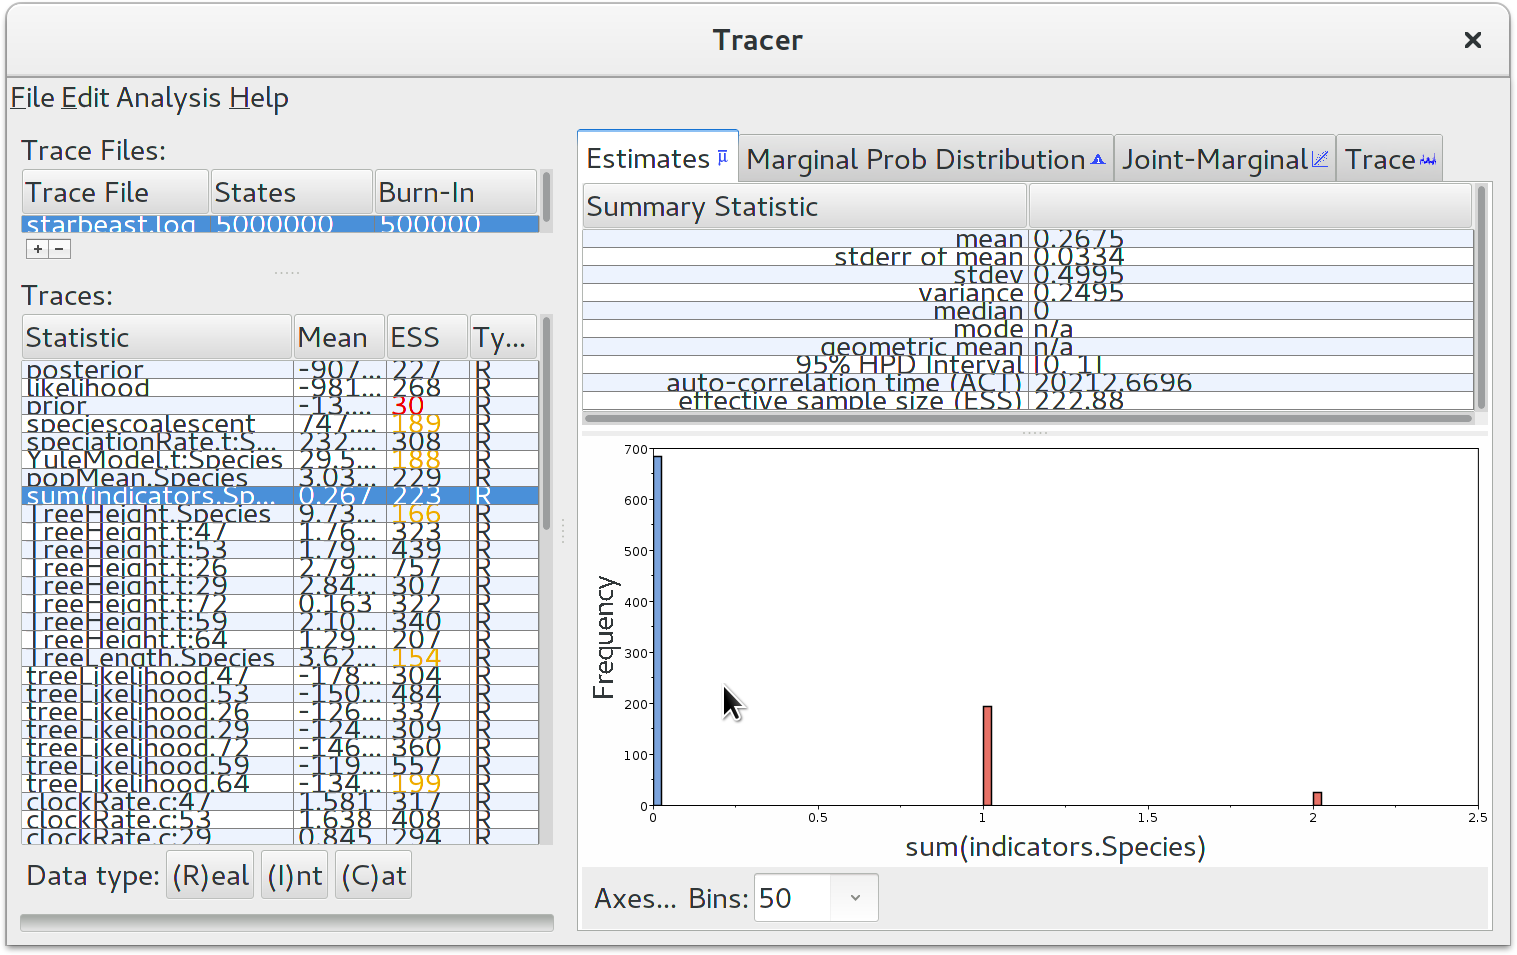 Tracer
File Edit Analysis Help
Trace Files:
Trace File States Burn-In
starbeast.log 5000000 500000
+ −
Traces:
Statistic Mean ESS Ty...
posterior -907... 227 R
likelihood -981... 268 R
prior -13.... 30 R
speciescoalescent 747.... 189 R
speciationRate.t:S... 232.... 308 R
YuleModel.t:Species 29.5... 188 R
popMean.Species 3.03... 229 R
sum(indicators.Sp... 0.267 223 R
TreeHeight.Species 9.73... 166 R
TreeHeight.t:47 1.76... 323 R
TreeHeight.t:53 1.79... 439 R
TreeHeight.t:26 2.79... 757 R
TreeHeight.t:29 2.84... 307 R
TreeHeight.t:72 0.163 322 R
TreeHeight.t:59 2.10... 340 R
TreeHeight.t:64 1.29... 207 R
TreeLength.Species 3.62... 154 R
treeLikelihood.47 -178... 304 R
treeLikelihood.53 -150... 484 R
treeLikelihood.26 -126... 337 R
treeLikelihood.29 -124... 309 R
treeLikelihood.72 -146... 360 R
treeLikelihood.59 -119... 557 R
treeLikelihood.64 -134... 199 R
clockRate.c:47 1.581 317 R
clockRate.c:53 1.638 408 R
clockRate.c:29 0.845 294 R
Data type: (R)eal (I)nt (C)at
Estimates μ Marginal Prob Distribution Joint-Marginal Trace
Summary Statistic
mean 0.2675
stderr of mean 0.0334
stdev 0.4995
variance 0.2495
median 0
mode n/a
geometric mean n/a
95% HPD Interval [0, 1]
auto-correlation time (ACT) 20212.6696
effective sample size (ESS) 222.88
700
600
500
400
300
200
100
0
Frequency
0 0.5 1 1.5 2 2.5
sum(indicators.Species)
Axes... Bins: 50